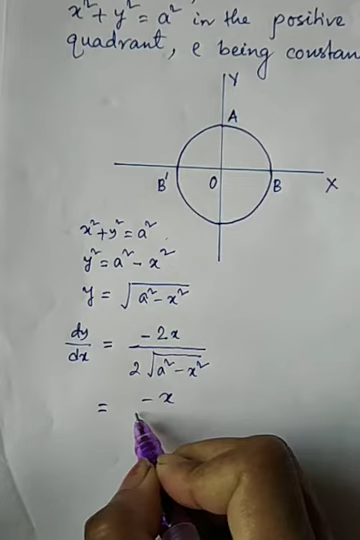 x² + y² = a² in the positive
quadrant, e being constan
Y
A
B' O B X
x² + y² = a²
y² = a² - x²
y = √(a² - x²)
dy/dx = -2x / 2√(a² - x²)
= -x